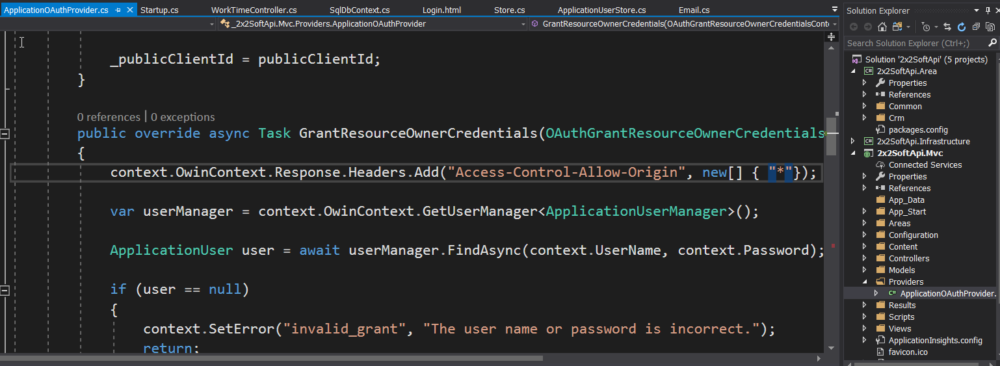 ApplicationOAuthProvider.cs Startup.cs WorkTimeController.cs SqlDbContext.cs Login.html Store.cs ApplicationUserStore.cs Email.cs
_2x2SoftApi.Mvc.Providers.ApplicationOAuthProvider GrantResourceOwnerCredentials(OAuthGrantResourceOwnerCredentialsConte
_publicClientId = publicClientId;
}
0 references | 0 exceptions
public override async Task GrantResourceOwnerCredentials(OAuthGrantResourceOwnerCredentials
{
context.OwinContext.Response.Headers.Add("Access-Control-Allow-Origin", new[] { "*"});
var userManager = context.OwinContext.GetUserManager<ApplicationUserManager>();
ApplicationUser user = await userManager.FindAsync(context.UserName, context.Password);
if (user == null)
{
context.SetError("invalid_grant", "The user name or password is incorrect.");
return;
Solution Explorer
Search Solution Explorer (Ctrl+;)
Solution '2x2SoftApi' (5 projects)
2x2SoftApi.Area
Properties
References
Common
Crm
packages.config
2x2SoftApi.Infrastructure
2x2SoftApi.Mvc
Connected Services
Properties
References
App_Data
App_Start
Areas
Configuration
Content
Controllers
Models
Providers
ApplicationOAuthProvider.
Results
Scripts
Views
ApplicationInsights.config
favicon.ico